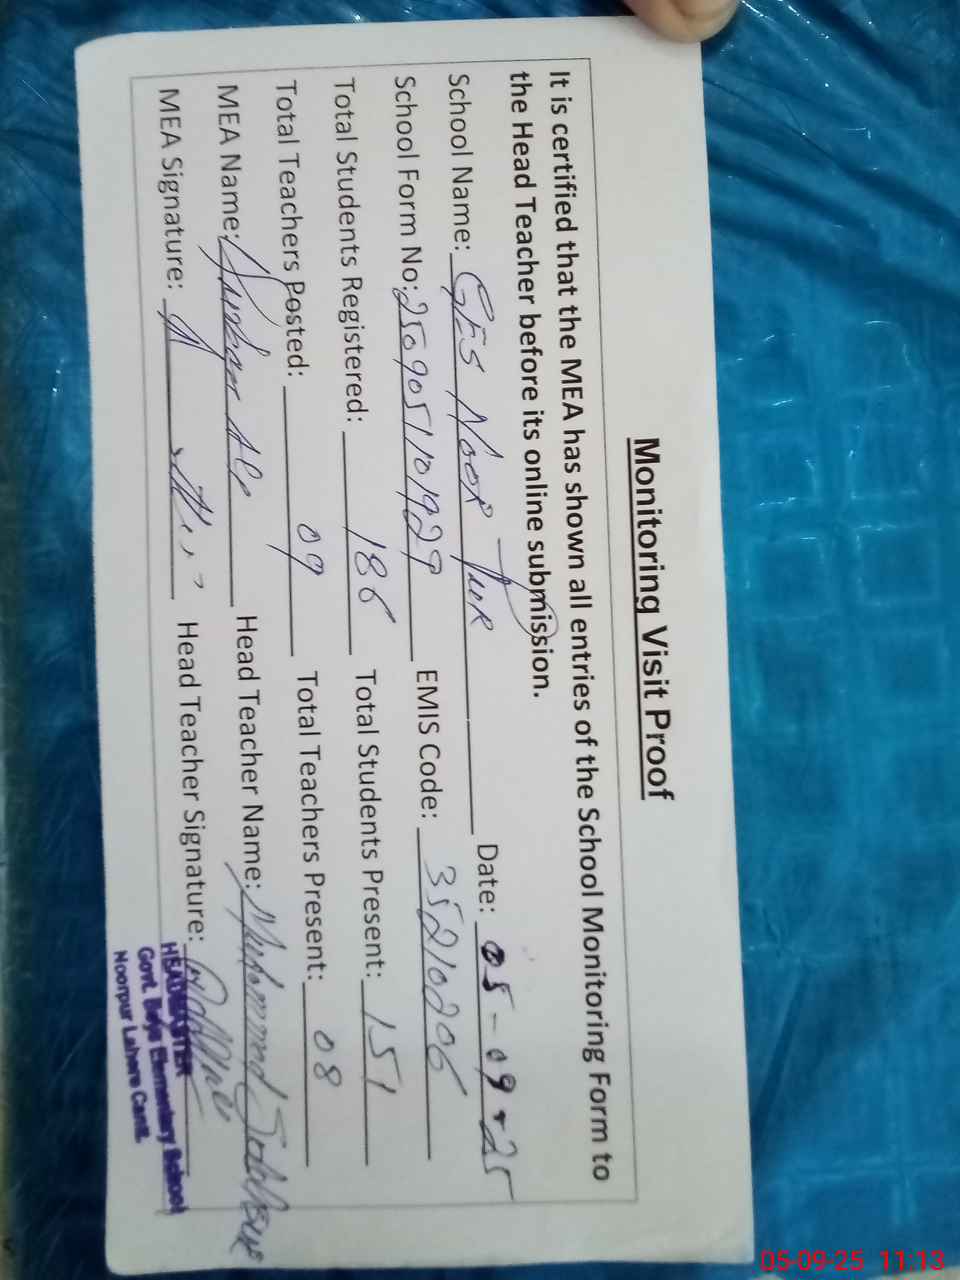 Monitoring Visit Proof
It is certified that the MEA has shown all entries of the School Monitoring Form to
the Head Teacher before its online submission.
School Name: GES Noor Pur Date: 05-09-25
School Form No: EMIS Code: 35210206
Total Students Registered: 186 Total Students Present: 151
Total Teachers Posted: 09 Total Teachers Present: 08
MEA Name: Ali Head Teacher Name: Muhammad
MEA Signature: Head Teacher Signature:
HEADMASTER
Govt. Boys Elementary School
Noorpur Lahore Cantt.
05-09-25 11:13